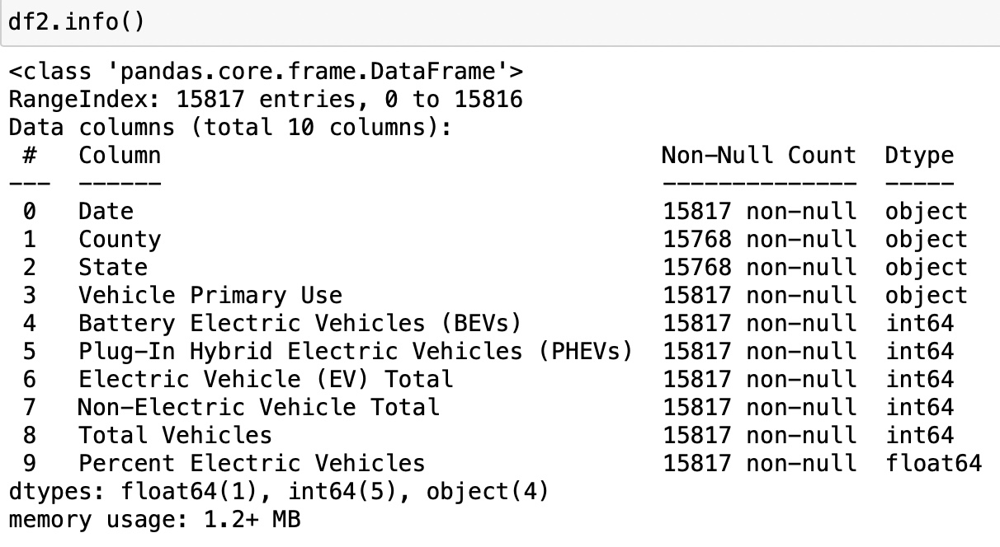 df2.info()
<class 'pandas.core.frame.DataFrame'>
RangeIndex: 15817 entries, 0 to 15816
Data columns (total 10 columns):
 #   Column                                    Non-Null Count  Dtype
---  ------                                    --------------  -----
 0   Date                                      15817 non-null  object
 1   County                                    15768 non-null  object
 2   State                                     15768 non-null  object
 3   Vehicle Primary Use                       15817 non-null  object
 4   Battery Electric Vehicles (BEVs)          15817 non-null  int64
 5   Plug-In Hybrid Electric Vehicles (PHEVs)  15817 non-null  int64
 6   Electric Vehicle (EV) Total               15817 non-null  int64
 7   Non-Electric Vehicle Total                15817 non-null  int64
 8   Total Vehicles                            15817 non-null  int64
 9   Percent Electric Vehicles                 15817 non-null  float64
dtypes: float64(1), int64(5), object(4)
memory usage: 1.2+ MB